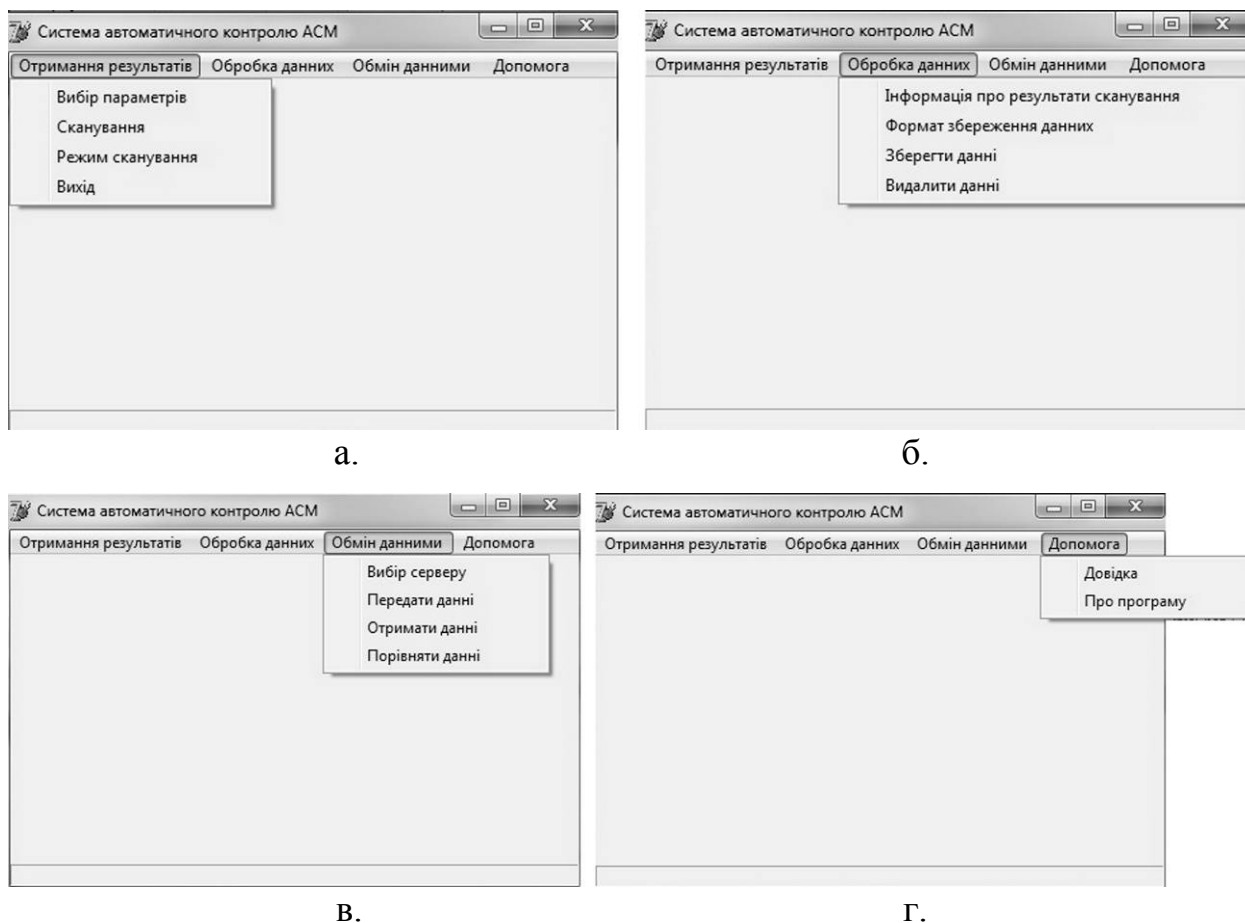 Система автоматичного контролю АСМ
Отримання результатів Обробка данних Обмін данними Допомога
Вибір параметрів
Сканування
Режим сканування
Вихід
а.
Система автоматичного контролю АСМ
Отримання результатів Обробка данних Обмін данними Допомога
Інформація про результати сканування
Формат збереження данних
Зберегти данні
Видалити данні
б.
Система автоматичного контролю АСМ
Отримання результатів Обробка данних Обмін данними Допомога
Вибір серверу
Передати данні
Отримати данні
Порівняти данні
в.
Система автоматичного контролю АСМ
Отримання результатів Обробка данних Обмін данними Допомога
Довідка
Про програму
г.